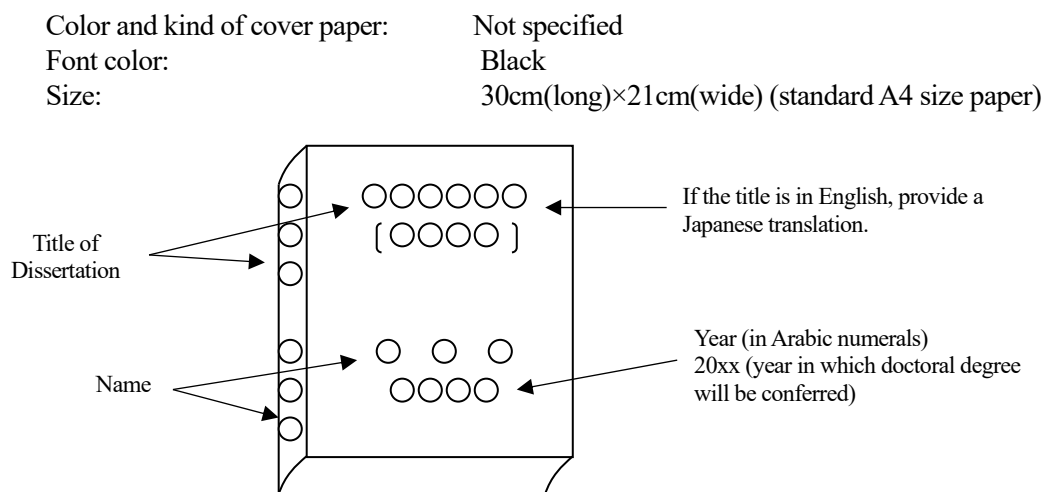 Color and kind of cover paper: Not specified
Font color: Black
Size: 30cm(long)×21cm(wide) (standard A4 size paper)
If the title is in English, provide a
Japanese translation.
Title of
Dissertation
Year (in Arabic numerals)
20xx (year in which doctoral degree
will be conferred)
Name